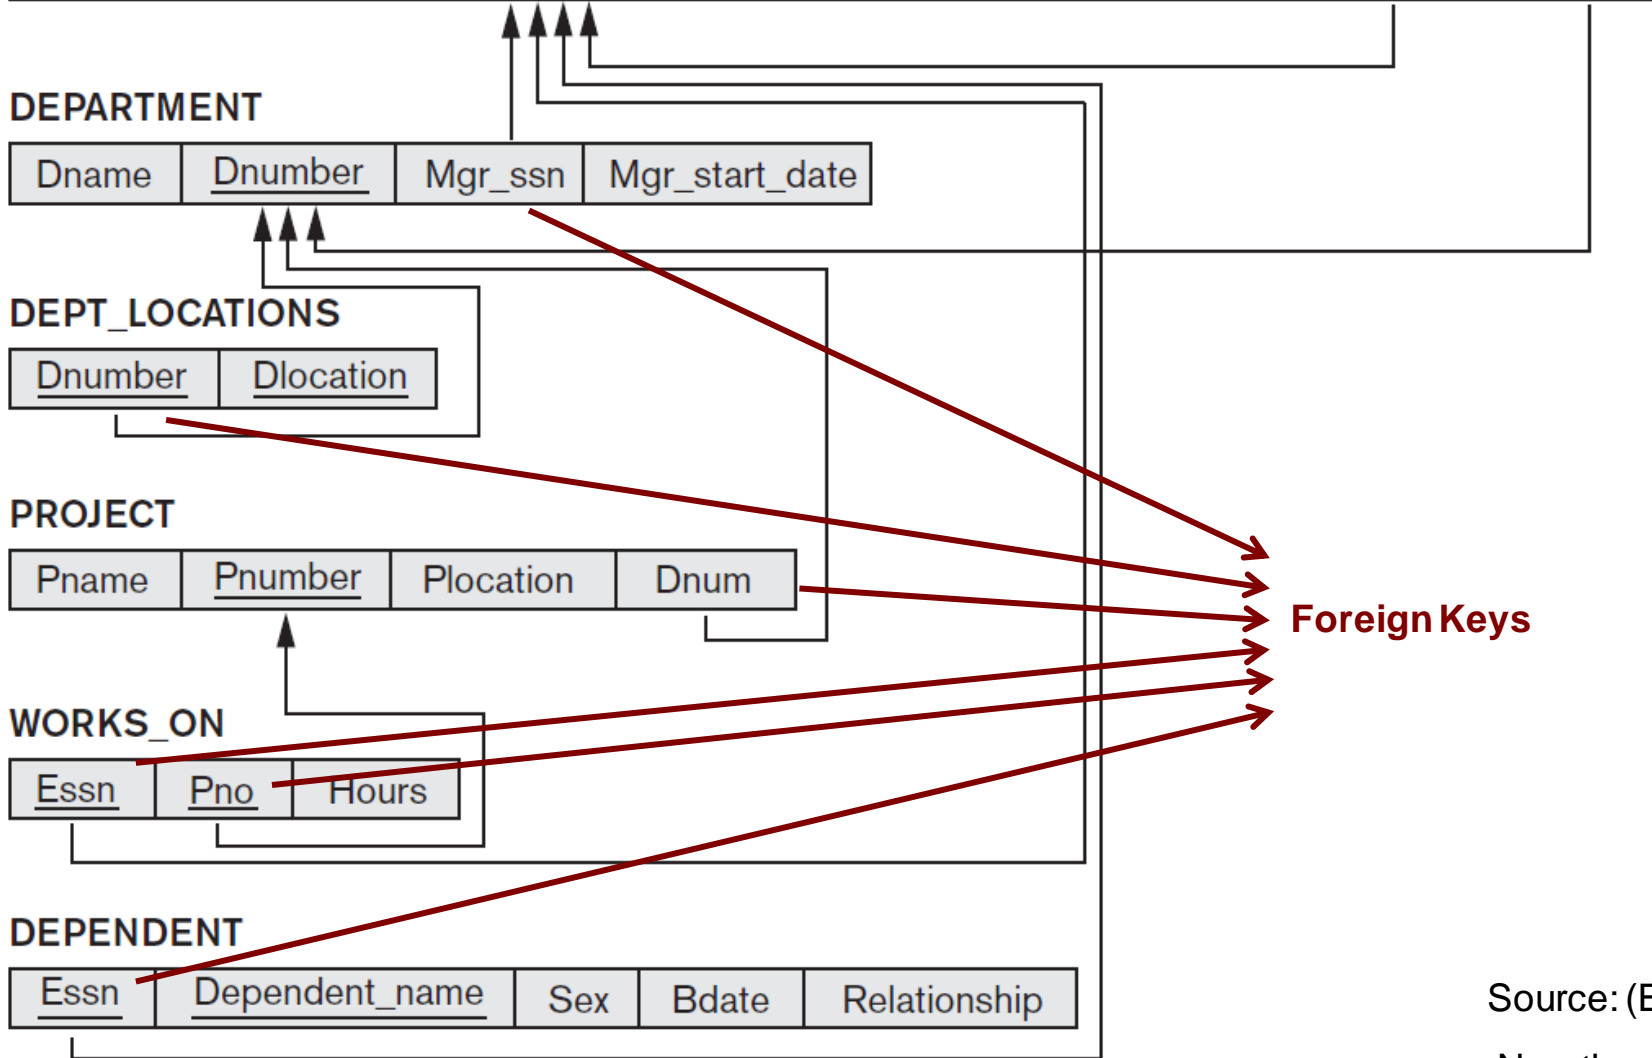 DEPARTMENT
Dname Dnumber Mgr_ssn Mgr_start_date
DEPT_LOCATIONS
Dnumber Dlocation
PROJECT
Pname Pnumber Plocation Dnum
Foreign Keys
WORKS_ON
Essn Pno Hours
DEPENDENT
Essn Dependent_name Sex Bdate Relationship
Source: (E